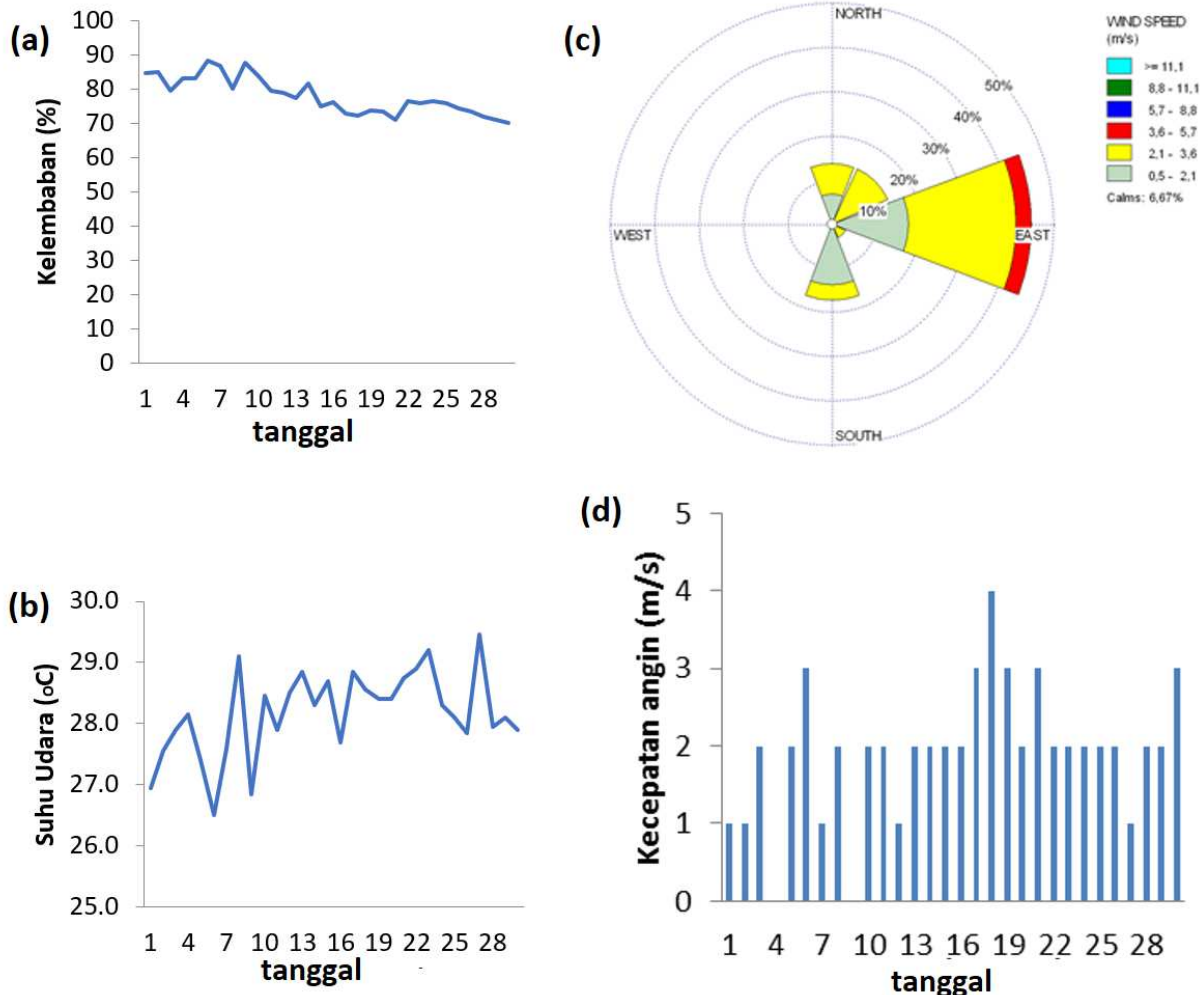 (a)
Kelembaban (%)
100
90
80
70
60
50
40
30
20
10
0
1 4 7 10 13 16 19 22 25 28
tanggal
(c)
NORTH
WEST
EAST
SOUTH
10%
20%
30%
40%
50%
WIND SPEED
(m/s)
>= 11,1
8,8 - 11,1
5,7 - 8,8
3,6 - 5,7
2,1 - 3,6
0,5 - 2,1
Calms: 6,67%
(b)
Suhu Udara (oC)
30.0
29.0
28.0
27.0
26.0
25.0
1 4 7 10 13 16 19 22 25 28
tanggal
(d)
Kecepatan angin (m/s)
5
4
3
2
1
0
1 4 7 10 13 16 19 22 25 28
tanggal